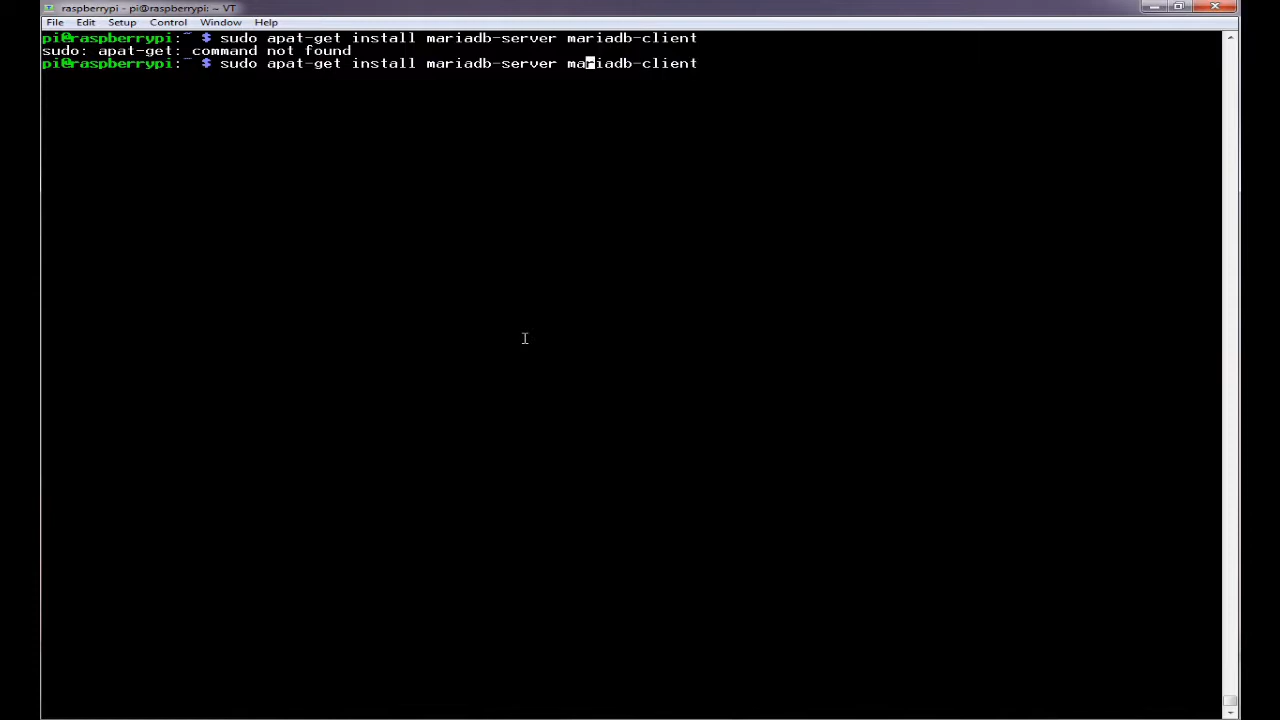 raspberrypi - pi@raspberrypi: ~ VT
File Edit Setup Control Window Help
pi@raspberrypi:~ $ sudo apat-get install mariadb-server mariadb-client
sudo: apat-get: command not found
pi@raspberrypi:~ $ sudo apat-get install mariadb-server mariadb-client